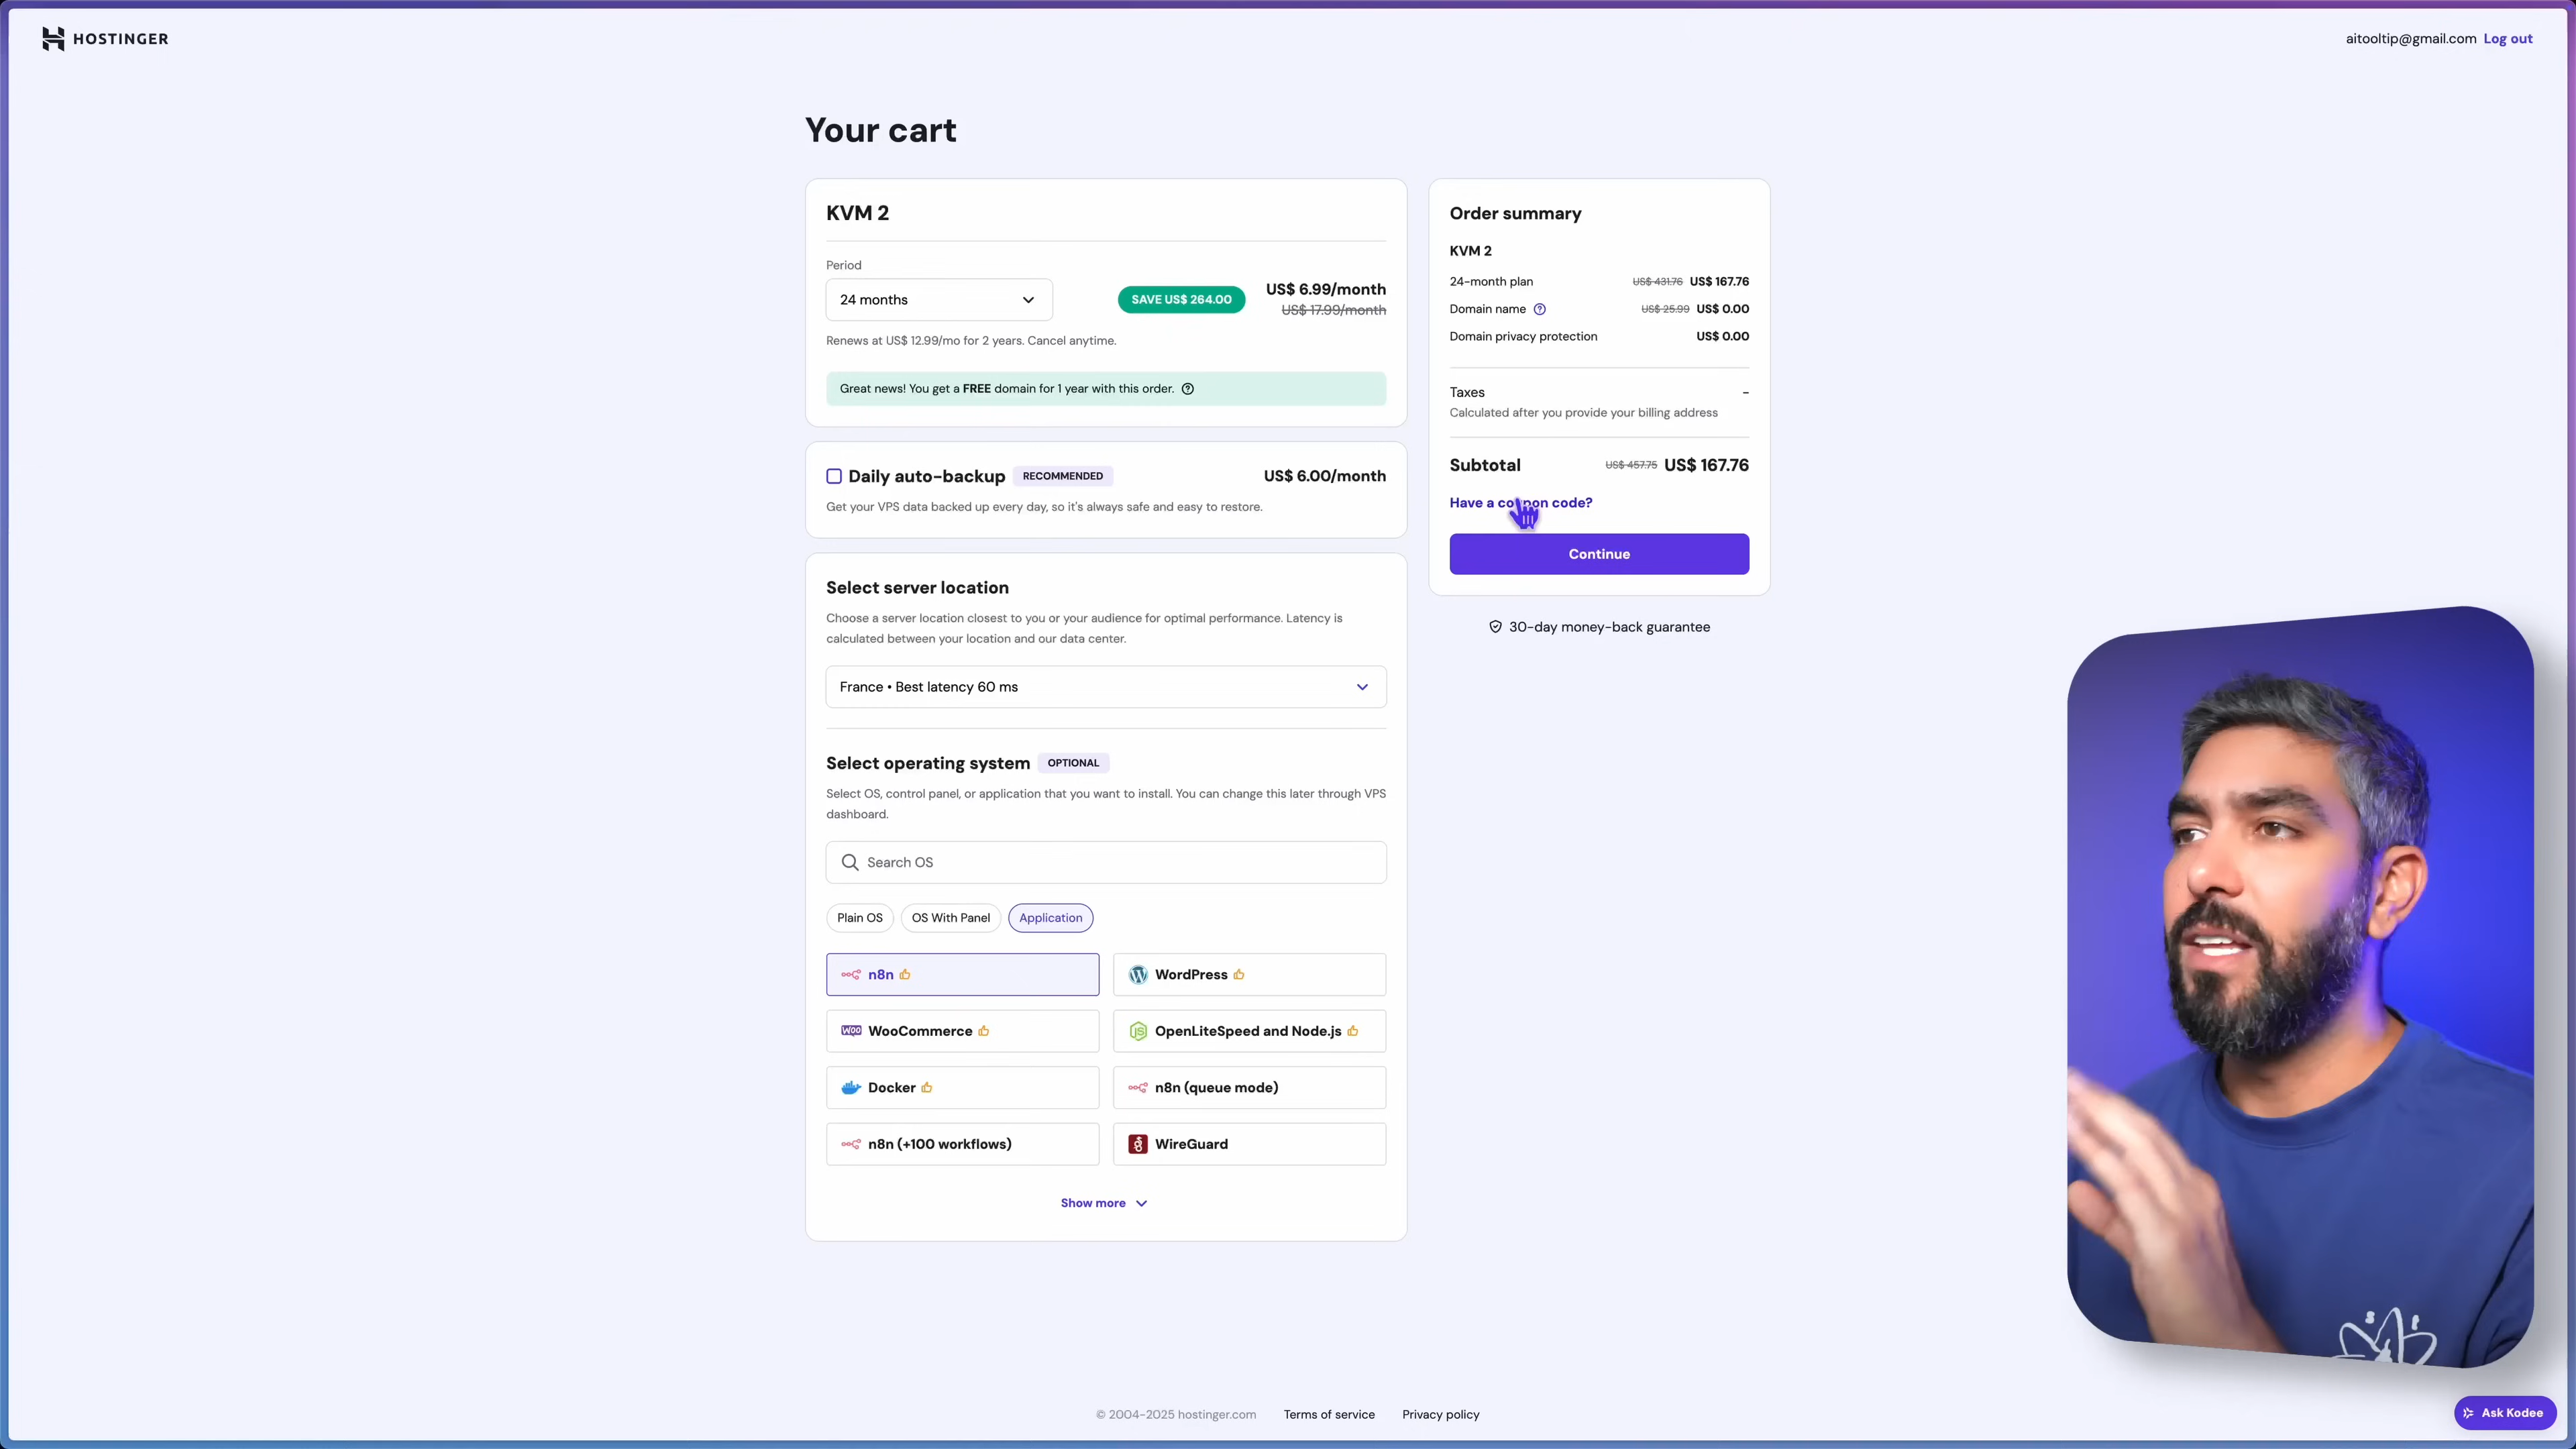 HOSTINGER
aitooltip@gmail.com Log out
Your cart
KVM 2
Period
24 months
SAVE US$ 264.00
US$ 6.99/month
US$ 17.99/month
Renews at US$ 12.99/mo for 2 years. Cancel anytime.
Great news! You get a FREE domain for 1 year with this order.
Daily auto-backup RECOMMENDED US$ 6.00/month
Get your VPS data backed up every day, so it's always safe and easy to restore.
Select server location
Choose a server location closest to you or your audience for optimal performance. Latency is
calculated between your location and our data center.
France • Best latency 60 ms
Select operating system OPTIONAL
Select OS, control panel, or application that you want to install. You can change this later through VPS
dashboard.
Search OS
Plain OS OS With Panel Application
n8n WordPress
WooCommerce OpenLiteSpeed and Node.js
Docker n8n (queue mode)
n8n (+100 workflows) WireGuard
Show more
Order summary
KVM 2
24-month plan US$ 431.76 US$ 167.76
Domain name US$ 25.99 US$ 0.00
Domain privacy protection US$ 0.00
Taxes -
Calculated after you provide your billing address
Subtotal US$ 457.75 US$ 167.76
Have a coupon code?
Continue
30-day money-back guarantee
© 2004-2025 hostinger.com Terms of service Privacy policy
Ask Kodee